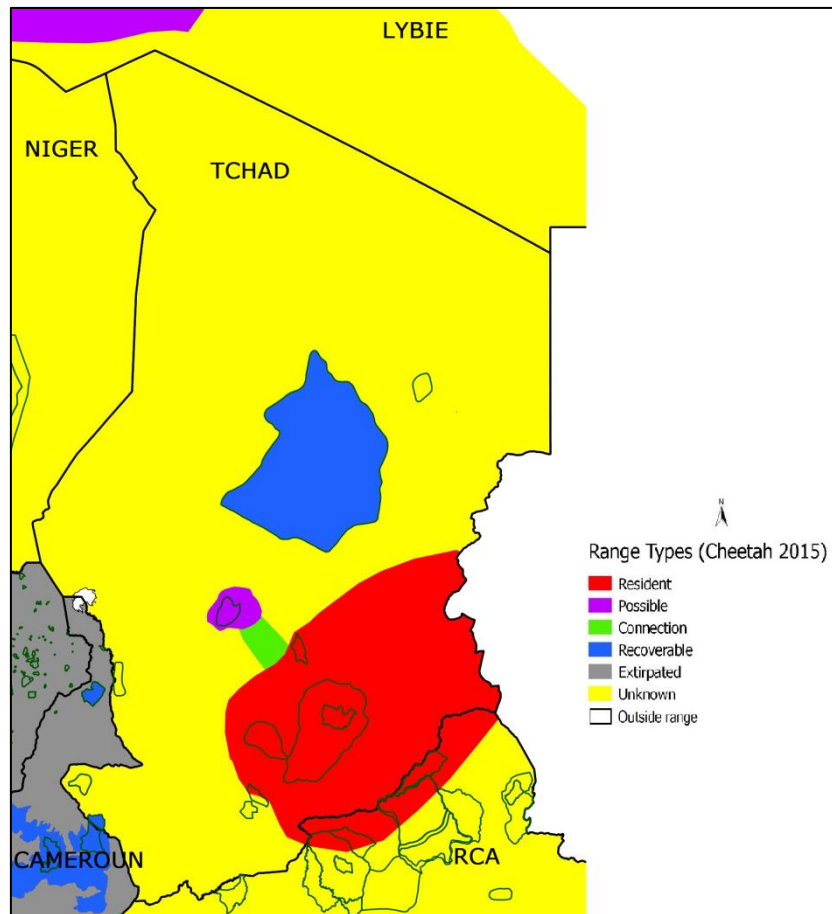 LYBIE
NIGER
TCHAD
N
Range Types (Cheetah 2015)
Resident
Possible
Connection
Recoverable
Extirpated
Unknown
Outside range
CAMEROUN
RCA